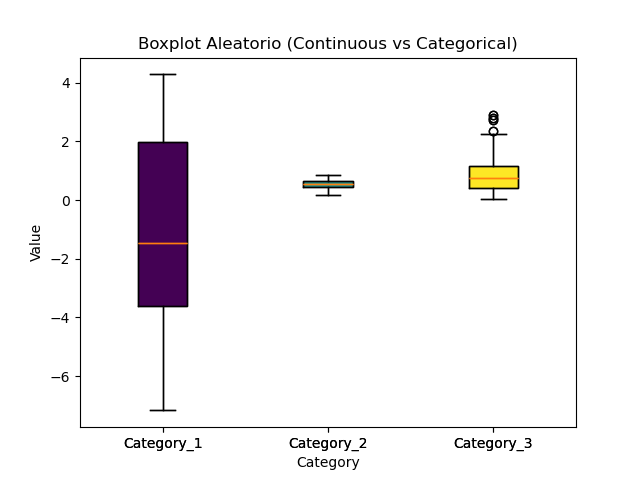 Boxplot Aleatorio (Continuous vs Categorical)
4
2
0
−2
−4
−6
Value
Category_1
Category_2
Category_3
Category